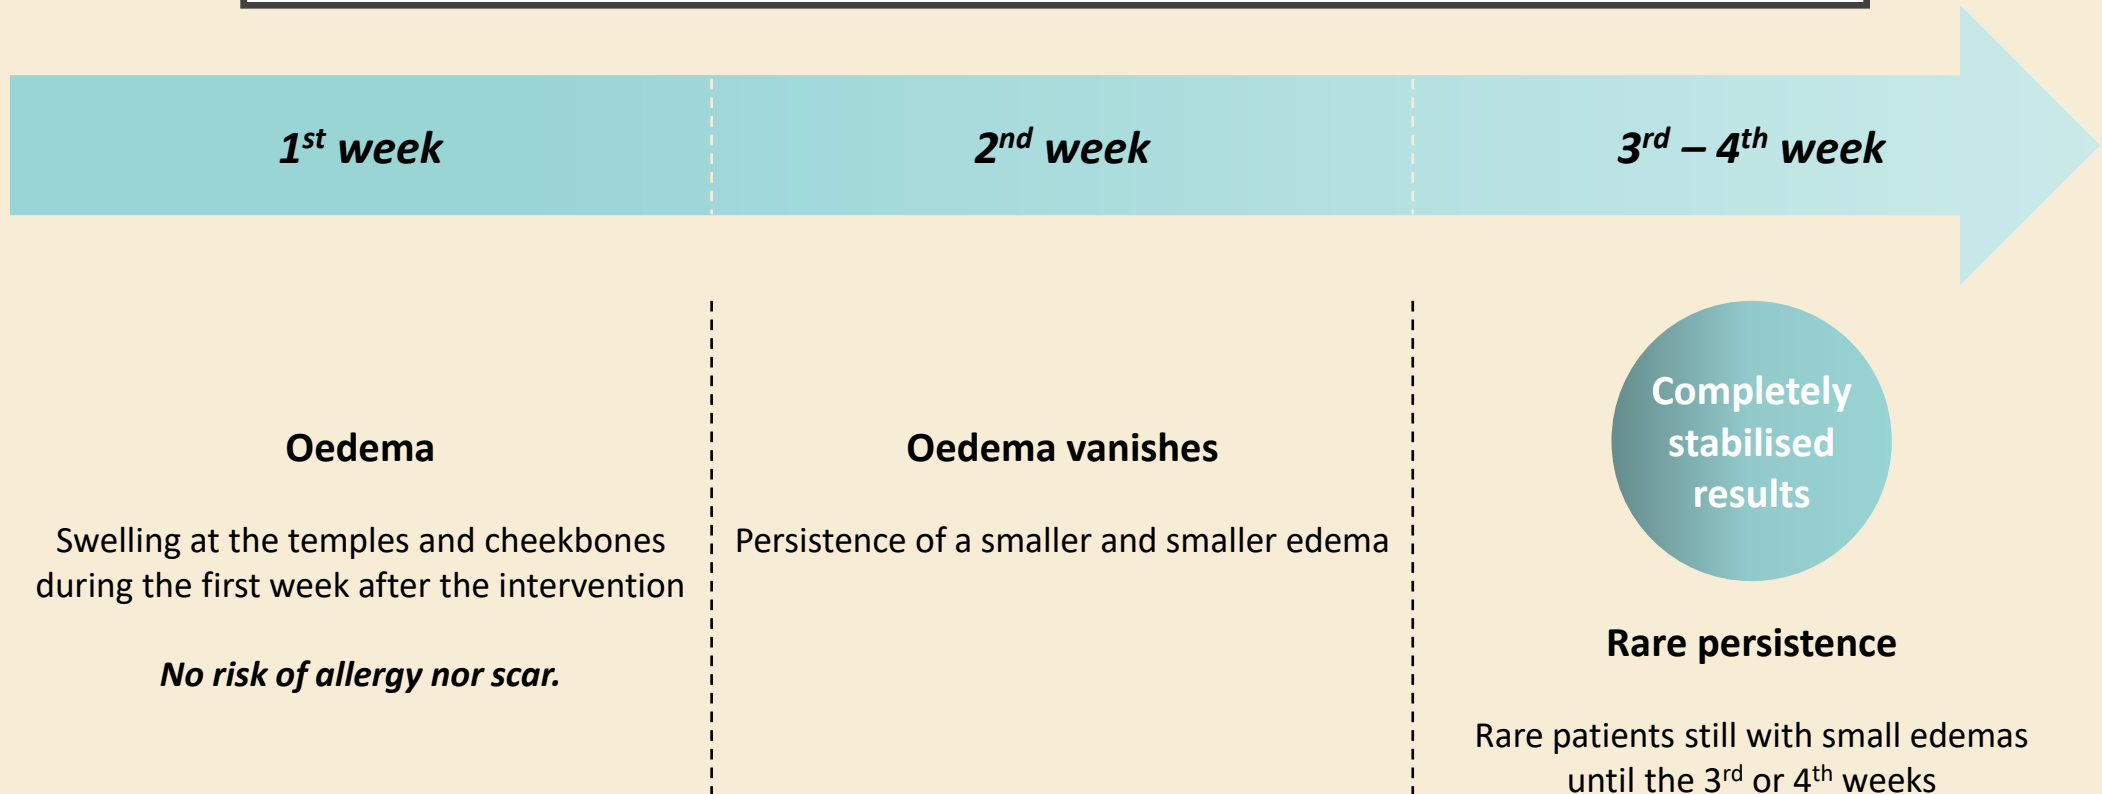 1st week
2nd week
3rd – 4th week
Oedema
Swelling at the temples and cheekbones
during the first week after the intervention
No risk of allergy nor scar.
Oedema vanishes
Persistence of a smaller and smaller edema
Completely
stabilised
results
Rare persistence
Rare patients still with small edemas
until the 3rd or 4th weeks